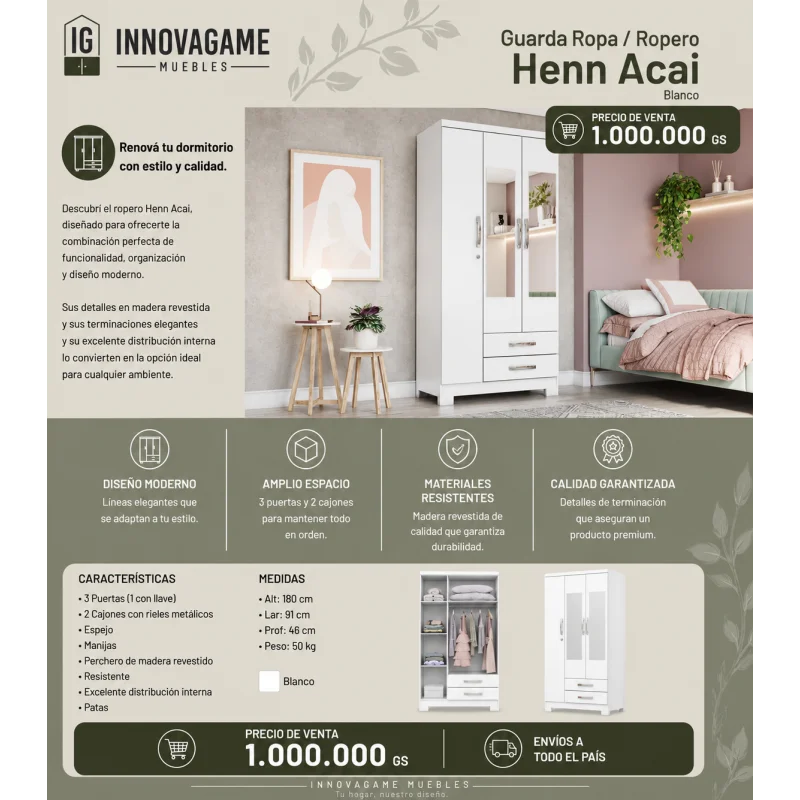 IG
INNOVAGAME
MUEBLES
Guarda Ropa / Ropero
Henn Acai
Blanco
PRECIO DE VENTA
1.000.000 GS
Renová tu dormitorio
con estilo y calidad.
Descubrí el ropero Henn Acai,
diseñado para ofrecerte la
combinación perfecta de
funcionalidad, organización
y diseño moderno.
Sus detalles en madera revestida
y sus terminaciones elegantes
y su excelente distribución interna
lo convierten en la opción ideal
para cualquier ambiente.
DISEÑO MODERNO
Líneas elegantes que
se adaptan a tu estilo.
AMPLIO ESPACIO
3 puertas y 2 cajones
para mantener todo
en orden.
MATERIALES
RESISTENTES
Madera revestida de
calidad que garantiza
durabilidad.
CALIDAD GARANTIZADA
Detalles de terminación
que aseguran un
producto premium.
CARACTERÍSTICAS
• 3 Puertas (1 con llave)
• 2 Cajones con rieles metálicos
• Espejo
• Manijas
• Perchero de madera revestido
• Resistente
• Excelente distribución interna
• Patas
MEDIDAS
• Alt: 180 cm
• Lar: 91 cm
• Prof: 46 cm
• Peso: 50 kg
Blanco
PRECIO DE VENTA
1.000.000 GS
ENVÍOS A
TODO EL PAÍS
INNOVAGAME MUEBLES
Tu hogar, nuestro diseño.